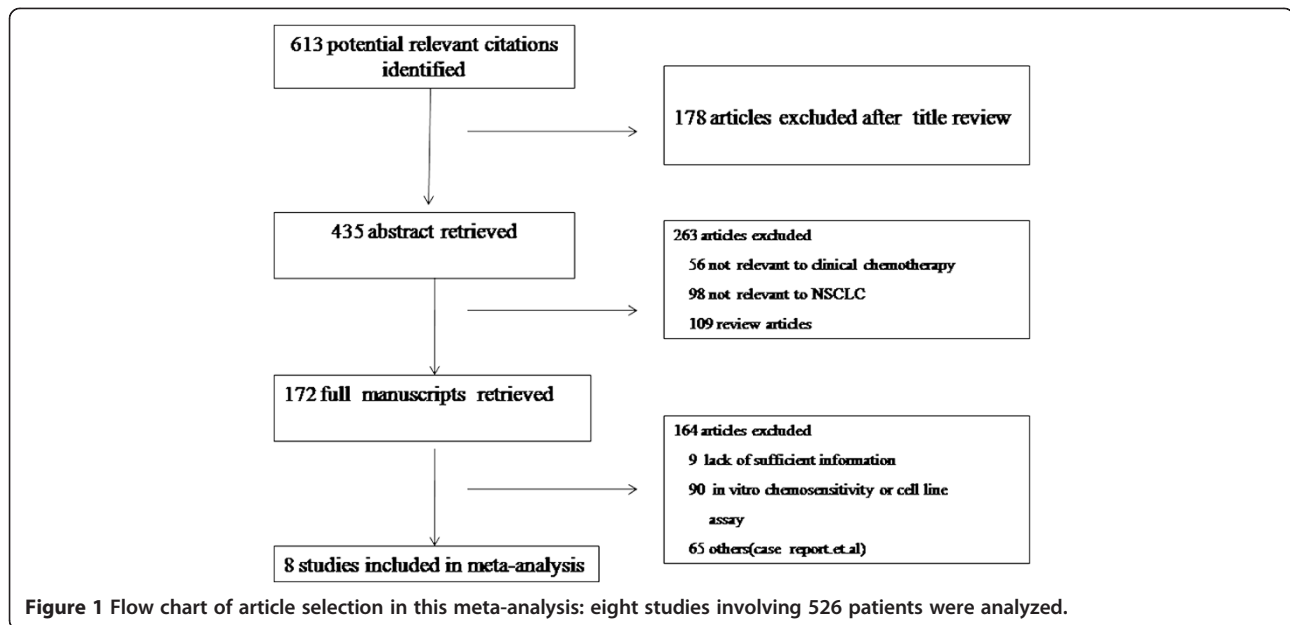 613 potential relevant citations
identified
178 articles excluded after title review
435 abstract retrieved
263 articles excluded
56 not relevant to clinical chemotherapy
98 not relevant to NSCLC
109 review articles
172 full manuscripts retrieved
164 articles excluded
9 lack of sufficient information
90 in vitro chemosensitivity or cell line
assay
65 others(case report.et.al)
8 studies included in meta-analysis
Figure 1 Flow chart of article selection in this meta-analysis: eight studies involving 526 patients were analyzed.